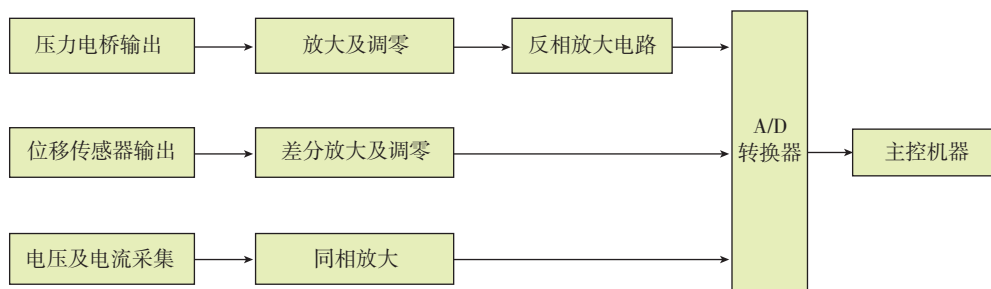 压力电桥输出
放大及调零
反相放大电路
位移传感器输出
差分放大及调零
A/D
转换器
主控机器
电压及电流采集
同相放大